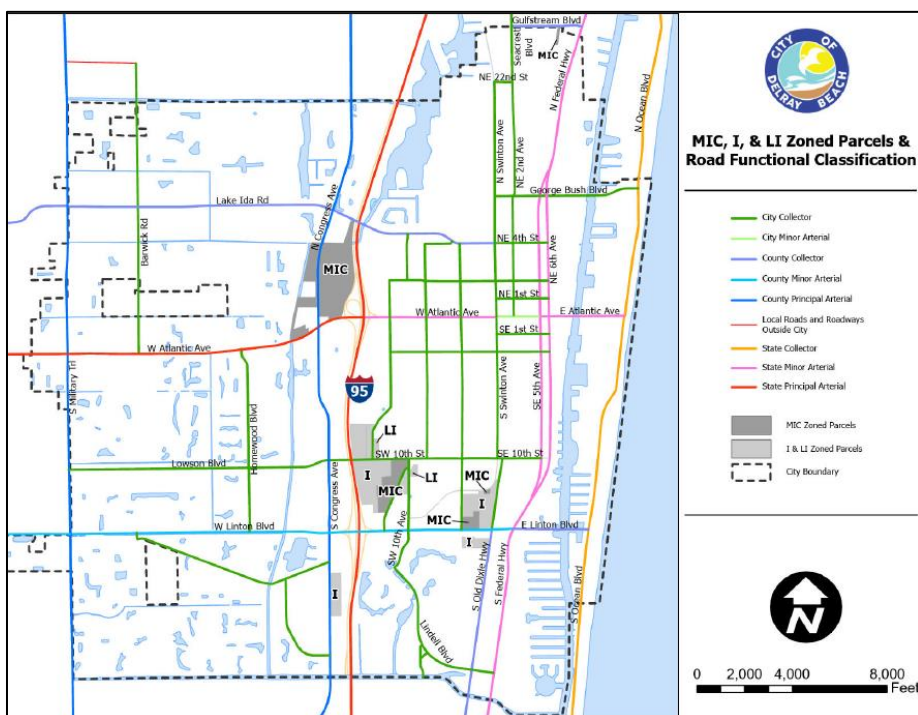 Gulfstream Blvd
Seacrest
Blvd
MIC
NE 22nd St
N Federal Hwy
N Ocean Blvd
N Swinton Ave
NE 2nd Ave
George Bush Blvd
Lake Ida Rd
N Congress Ave
Barwick Rd
NE 4th St
MIC
NE 6th Ave
NE 1st St
W Atlantic Ave
E Atlantic Ave
SE 1st St
W Atlantic Ave
S Military Trl
95
S Swinton Ave
SE 5th Ave
Homewood Blvd
LI
SW 10th St
SE 10th St
Lowson Blvd
I
LI
MIC
MIC
I
S Congress Ave
MIC
W Linton Blvd
E Linton Blvd
SW 10th Ave
I
I
S Old Dixie Hwy
S Federal Hwy
S Ocean Blvd
Lindell Blvd
CITY OF
DELRAY BEACH
MIC, I, & LI Zoned Parcels &
Road Functional Classification
City Collector
City Minor Arterial
County Collector
County Minor Arterial
County Principal Arterial
Local Roads and Roadways
Outside City
State Collector
State Minor Arterial
State Principal Arterial
MIC Zoned Parcels
I & LI Zoned Parcels
City Boundary
N
0 2,000 4,000 8,000
Feet